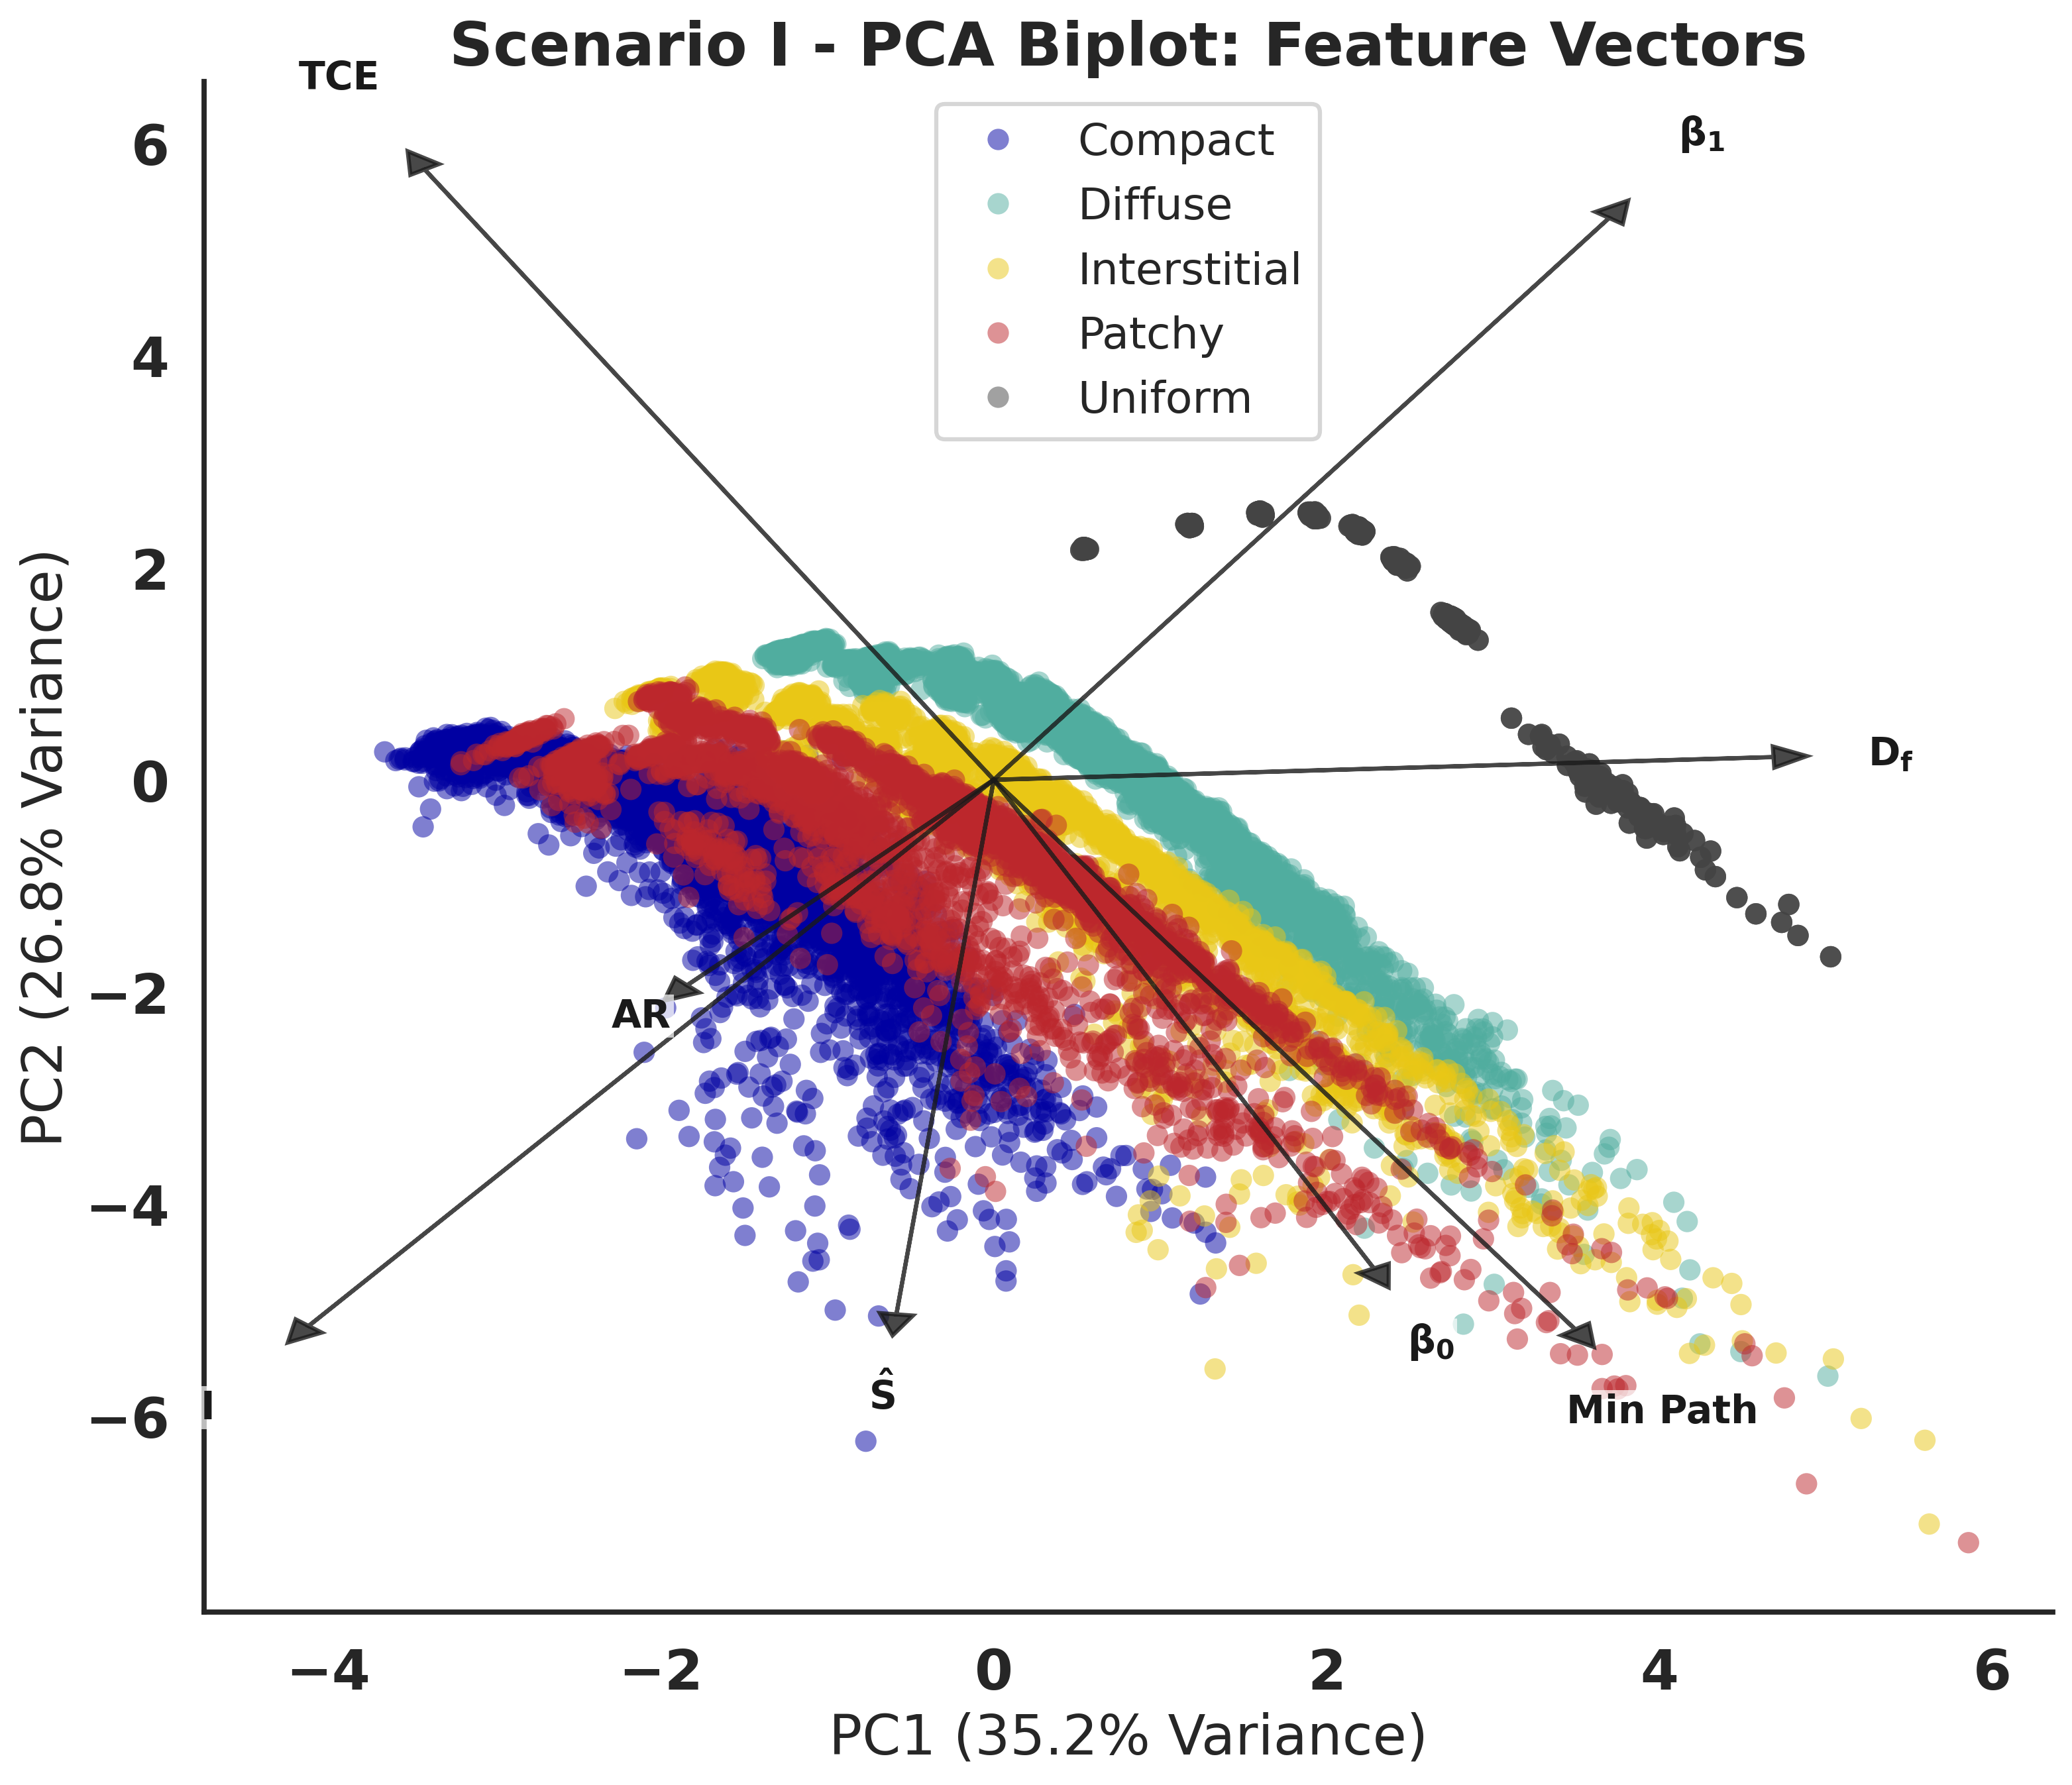 Scenario I - PCA Biplot: Feature Vectors
TCE
β₁
Compact
Diffuse
Interstitial
Patchy
Uniform
6
4
2
0
−2
−4
−6
PC2 (26.8% Variance)
D_f
AR
β₀
Ŝ
I
Min Path
−4
−2
0
2
4
6
PC1 (35.2% Variance)